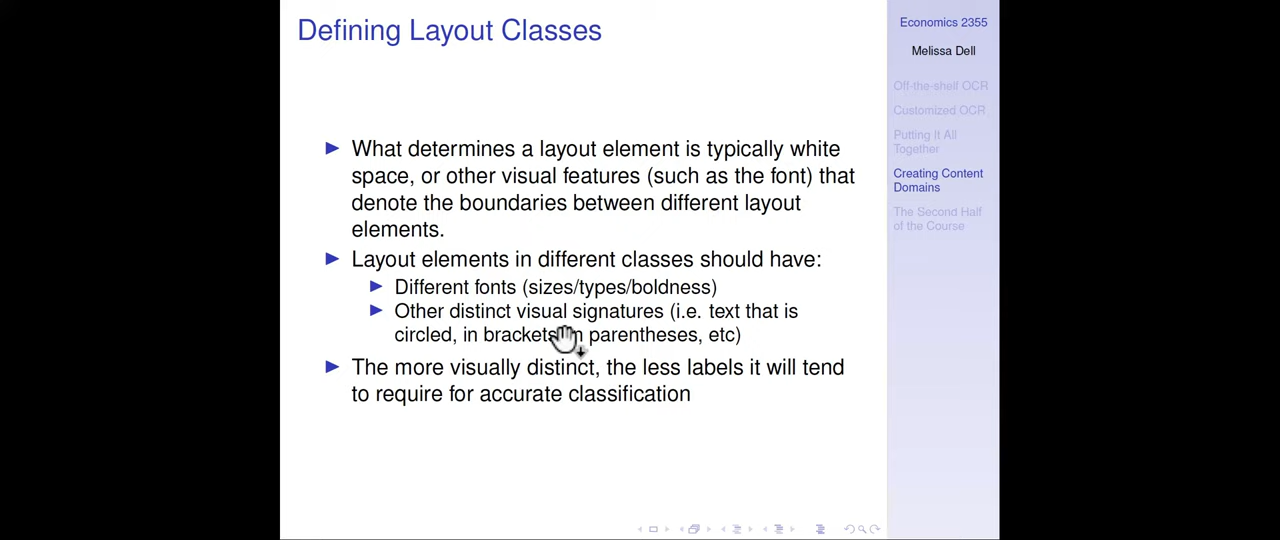 Defining Layout Classes
What determines a layout element is typically white
space, or other visual features (such as the font) that
denote the boundaries between different layout
elements.
Layout elements in different classes should have:
Different fonts (sizes/types/boldness)
Other distinct visual signatures (i.e. text that is
circled, in brackets parentheses, etc)
The more visually distinct, the less labels it will tend
to require for accurate classification
Economics 2355
Melissa Dell
Off-the-shell OCR
Customized OCR
Putting It All
Together
Creating Content
Domains
The Second Half
of the Course